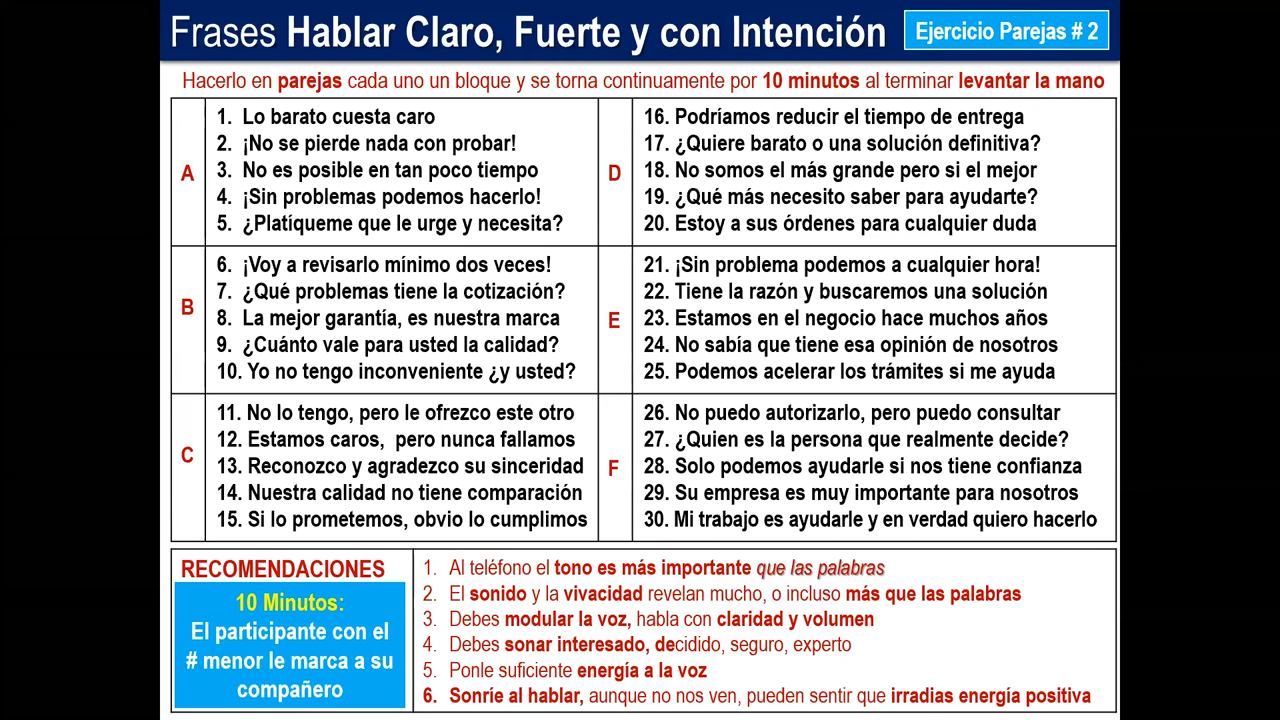 Frases Hablar Claro, Fuerte y con Intención
Ejercicio Parejas # 2
Hacerlo en parejas cada uno un bloque y se torna continuamente por 10 minutos al terminar levantar la mano
A
1. Lo barato cuesta caro
2. ¡No se pierde nada con probar!
3. No es posible en tan poco tiempo
4. ¡Sin problemas podemos hacerlo!
5. ¿Platíqueme que le urge y necesita?
B
6. ¡Voy a revisarlo mínimo dos veces!
7. ¿Qué problemas tiene la cotización?
8. La mejor garantía, es nuestra marca
9. ¿Cuánto vale para usted la calidad?
10. Yo no tengo inconveniente ¿y usted?
C
11. No lo tengo, pero le ofrezco este otro
12. Estamos caros, pero nunca fallamos
13. Reconozco y agradezco su sinceridad
14. Nuestra calidad no tiene comparación
15. Si lo prometemos, obvio lo cumplimos
D
16. Podríamos reducir el tiempo de entrega
17. ¿Quiere barato o una solución definitiva?
18. No somos el más grande pero si el mejor
19. ¿Qué más necesito saber para ayudarte?
20. Estoy a sus órdenes para cualquier duda
E
21. ¡Sin problema podemos a cualquier hora!
22. Tiene la razón y buscaremos una solución
23. Estamos en el negocio hace muchos años
24. No sabía que tiene esa opinión de nosotros
25. Podemos acelerar los trámites si me ayuda
F
26. No puedo autorizarlo, pero puedo consultar
27. ¿Quien es la persona que realmente decide?
28. Solo podemos ayudarle si nos tiene confianza
29. Su empresa es muy importante para nosotros
30. Mi trabajo es ayudarle y en verdad quiero hacerlo
RECOMENDACIONES
10 Minutos:
El participante con el
# menor le marca a su
compañero
1. Al teléfono el tono es más importante que las palabras
2. El sonido y la vivacidad revelan mucho, o incluso más que las palabras
3. Debes modular la voz, habla con claridad y volumen
4. Debes sonar interesado, decidido, seguro, experto
5. Ponle suficiente energía a la voz
6. Sonríe al hablar, aunque no nos ven, pueden sentir que irradias energía positiva